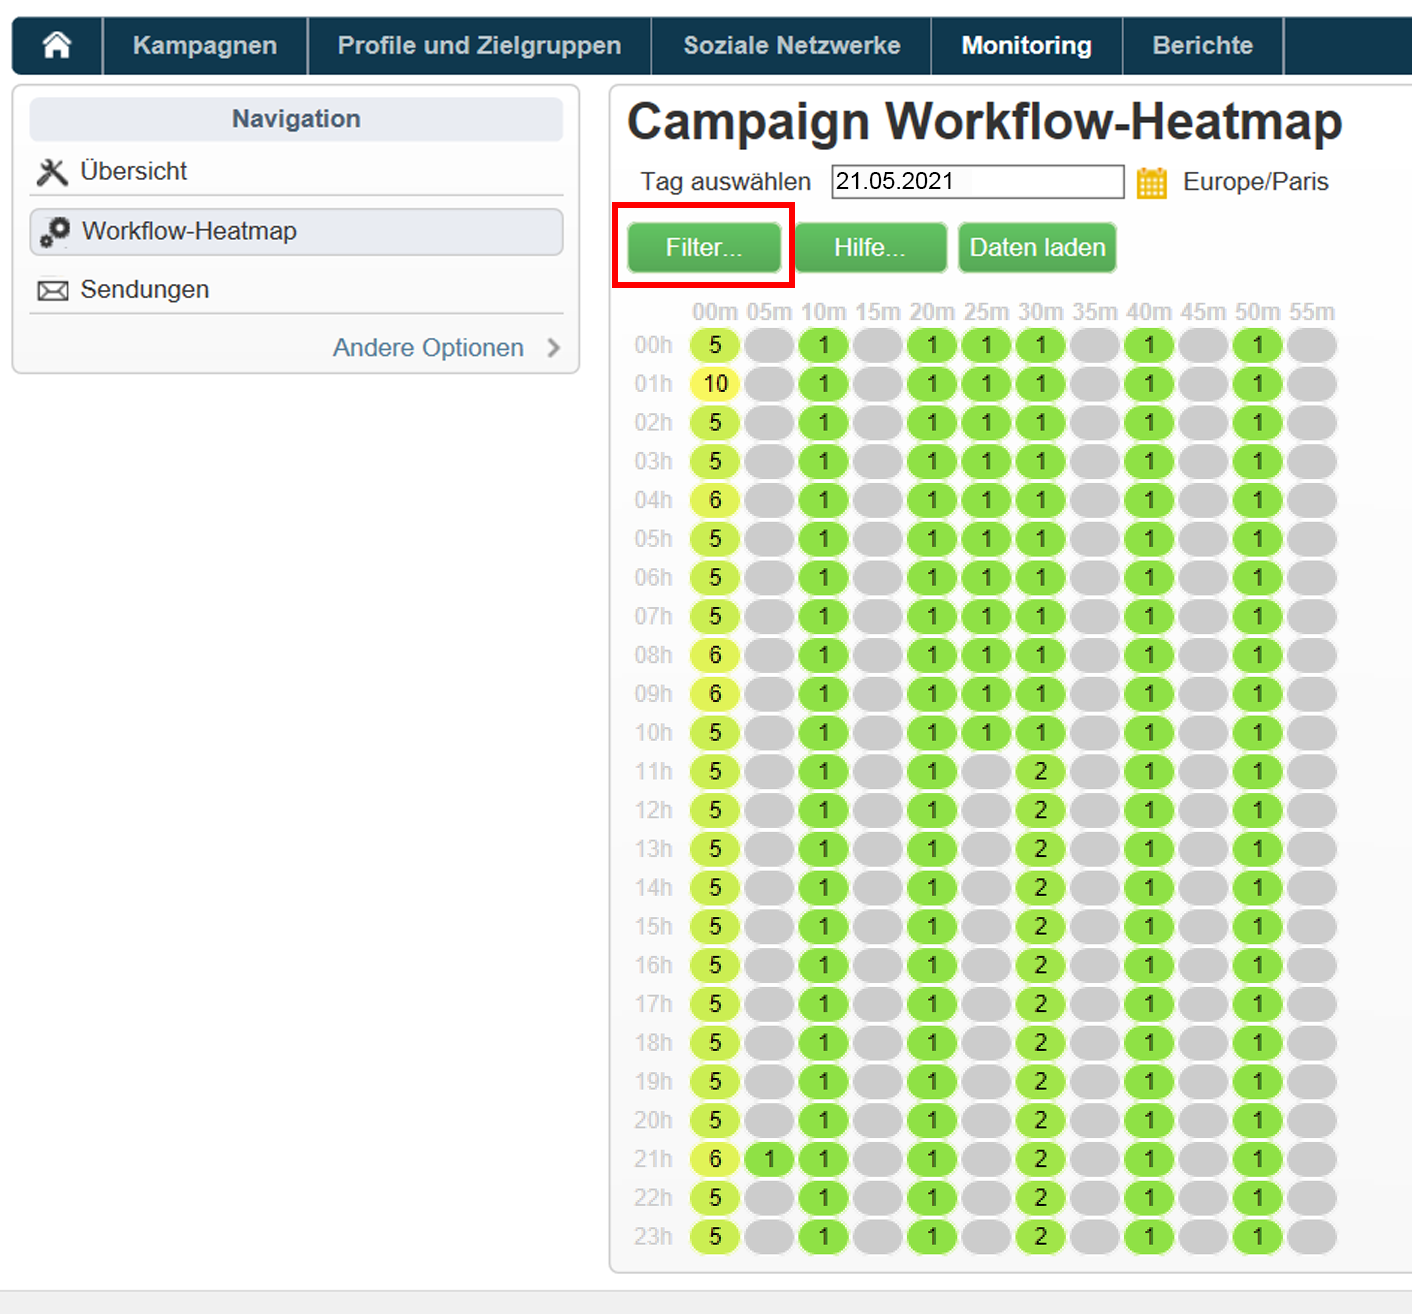 Kampagnen Profile und Zielgruppen Soziale Netzwerke Monitoring Berichte
Navigation
Übersicht
Workflow-Heatmap
Sendungen
Andere Optionen
Campaign Workflow-Heatmap
Tag auswählen 21.05.2021 Europe/Paris
Filter... Hilfe... Daten laden
00m 05m 10m 15m 20m 25m 30m 35m 40m 45m 50m 55m
00h 5 1 1 1 1 1 1
01h 10 1 1 1 1 1 1
02h 5 1 1 1 1 1 1
03h 5 1 1 1 1 1 1
04h 6 1 1 1 1 1 1
05h 5 1 1 1 1 1 1
06h 5 1 1 1 1 1 1
07h 5 1 1 1 1 1 1
08h 6 1 1 1 1 1 1
09h 6 1 1 1 1 1 1
10h 5 1 1 1 1 1 1
11h 5 1 1 2 1 1
12h 5 1 1 2 1 1
13h 5 1 1 2 1 1
14h 5 1 1 2 1 1
15h 5 1 1 2 1 1
16h 5 1 1 2 1 1
17h 5 1 1 2 1 1
18h 5 1 1 2 1 1
19h 5 1 1 2 1 1
20h 5 1 1 2 1 1
21h 6 1 1 1 2 1 1
22h 5 1 1 2 1 1
23h 5 1 1 2 1 1